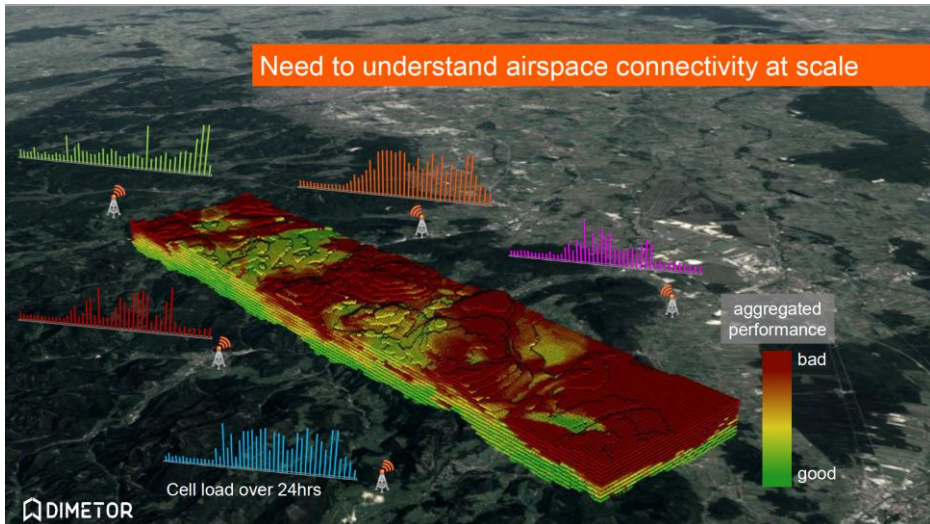 Need to understand airspace connectivity at scale
aggregated
performance
bad
good
Cell load over 24hrs
DIMETOR